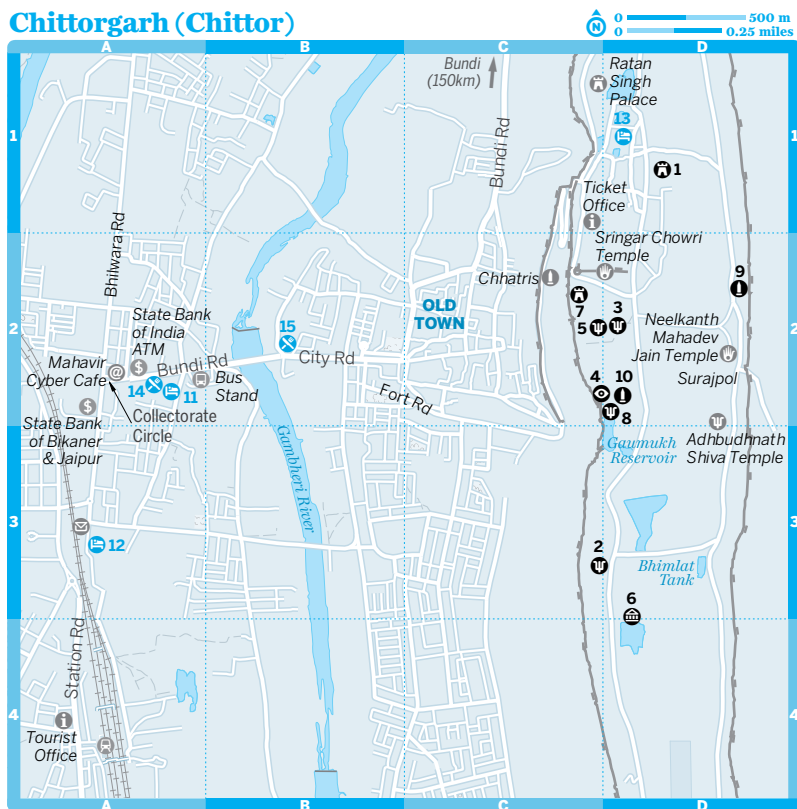 Chittorgarh (Chittor)
N
0 500 m
0 0.25 miles
A B C D
Bundi
(150km)
Ratan
Singh
Palace
13
1
1
1
Bundi Rd
Ticket
Office
Sringar Chowri
Temple
Bhilwara Rd
Chhatris
9
State Bank
of India
ATM
OLD
TOWN
7
5
3
2
2
Neelkanth
Mahadev
Jain Temple
15
City Rd
Mahavir
Cyber Cafe
@
Bundi Rd
Bus
Stand
14
11
Surajpol
4
10
8
Fort Rd
$
$
State Bank
of Bikaner
& Jaipur
Collectorate
Circle
Gaumukh
Reservoir
Adhbudhnath
Shiva Temple
Gambheri River
3
3
12
2
Bhimlat
Tank
6
Station Rd
4
4
Tourist
Office
A B C D